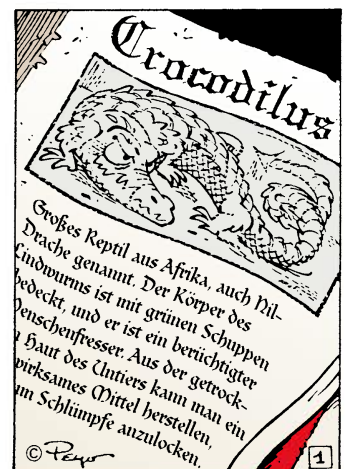 Crocodilus
Großes Reptil aus Afrika, auch Nil-
Drache genannt. Der Körper des
Lindwurms ist mit grünen Schuppen
bedeckt, und er ist ein berüchtigter
Menschenfresser. Aus der getrock-
Haut des Untiers kann man ein
wirksames Mittel herstellen,
um Schlümpfe anzulocken.
© Peyo
1